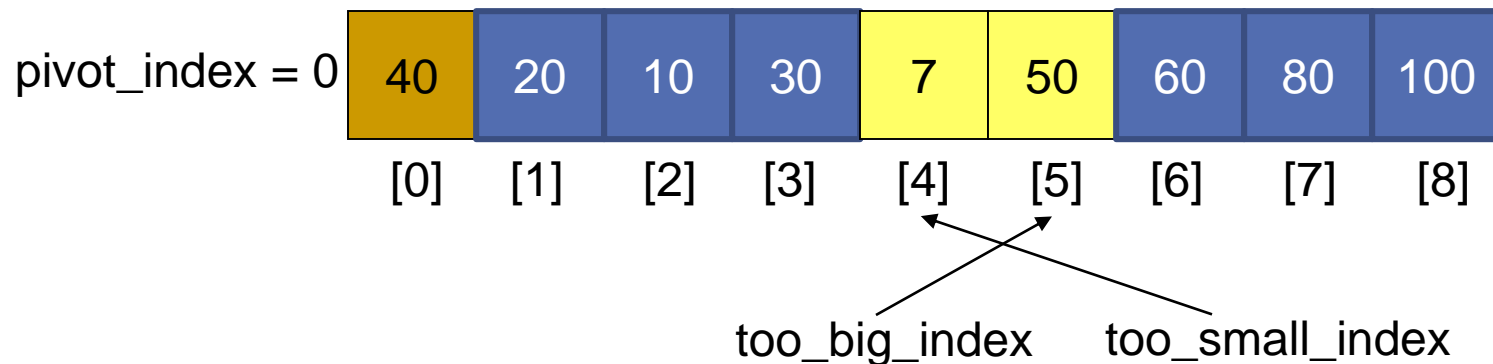 pivot_index = 0 40 20 10 30 7 50 60 80 100
[0] [1] [2] [3] [4] [5] [6] [7] [8]
too_big_index too_small_index